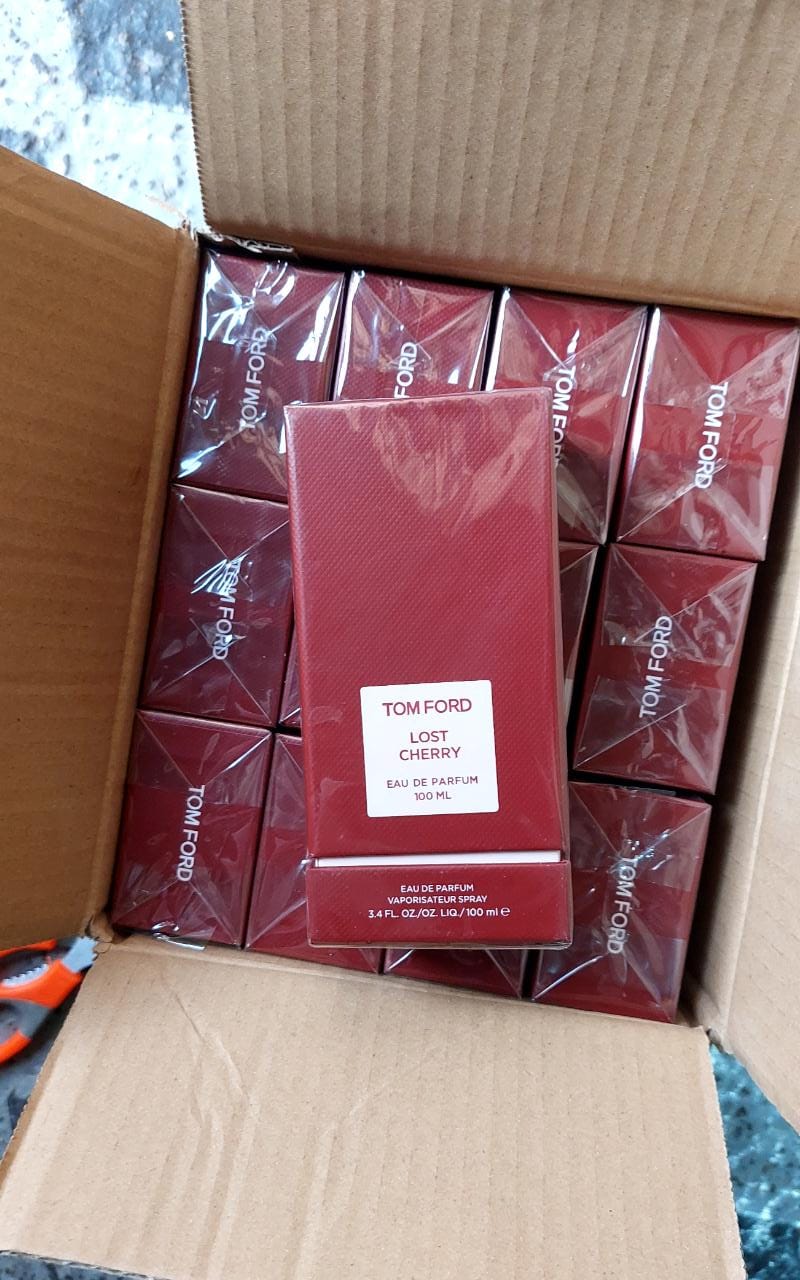 TOM FORD
FORD
TOM FORD
TOM FORD
TOM FORD
TOM FORD
TOM FORD
TOM FORD
TOM FORD
LOST
CHERRY
EAU DE PARFUM
100 ML
EAU DE PARFUM
VAPORISATEUR SPRAY
3.4 FL. OZ./OZ. LIQ./100 ml ℮